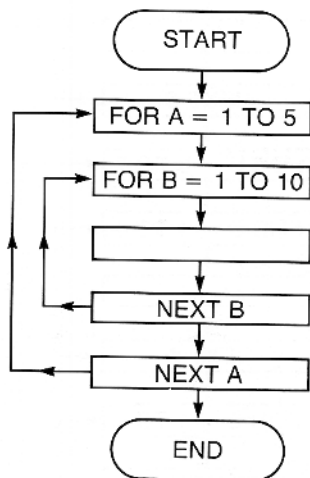 START
FOR A = 1 TO 5
FOR B = 1 TO 10
NEXT B
NEXT A
END